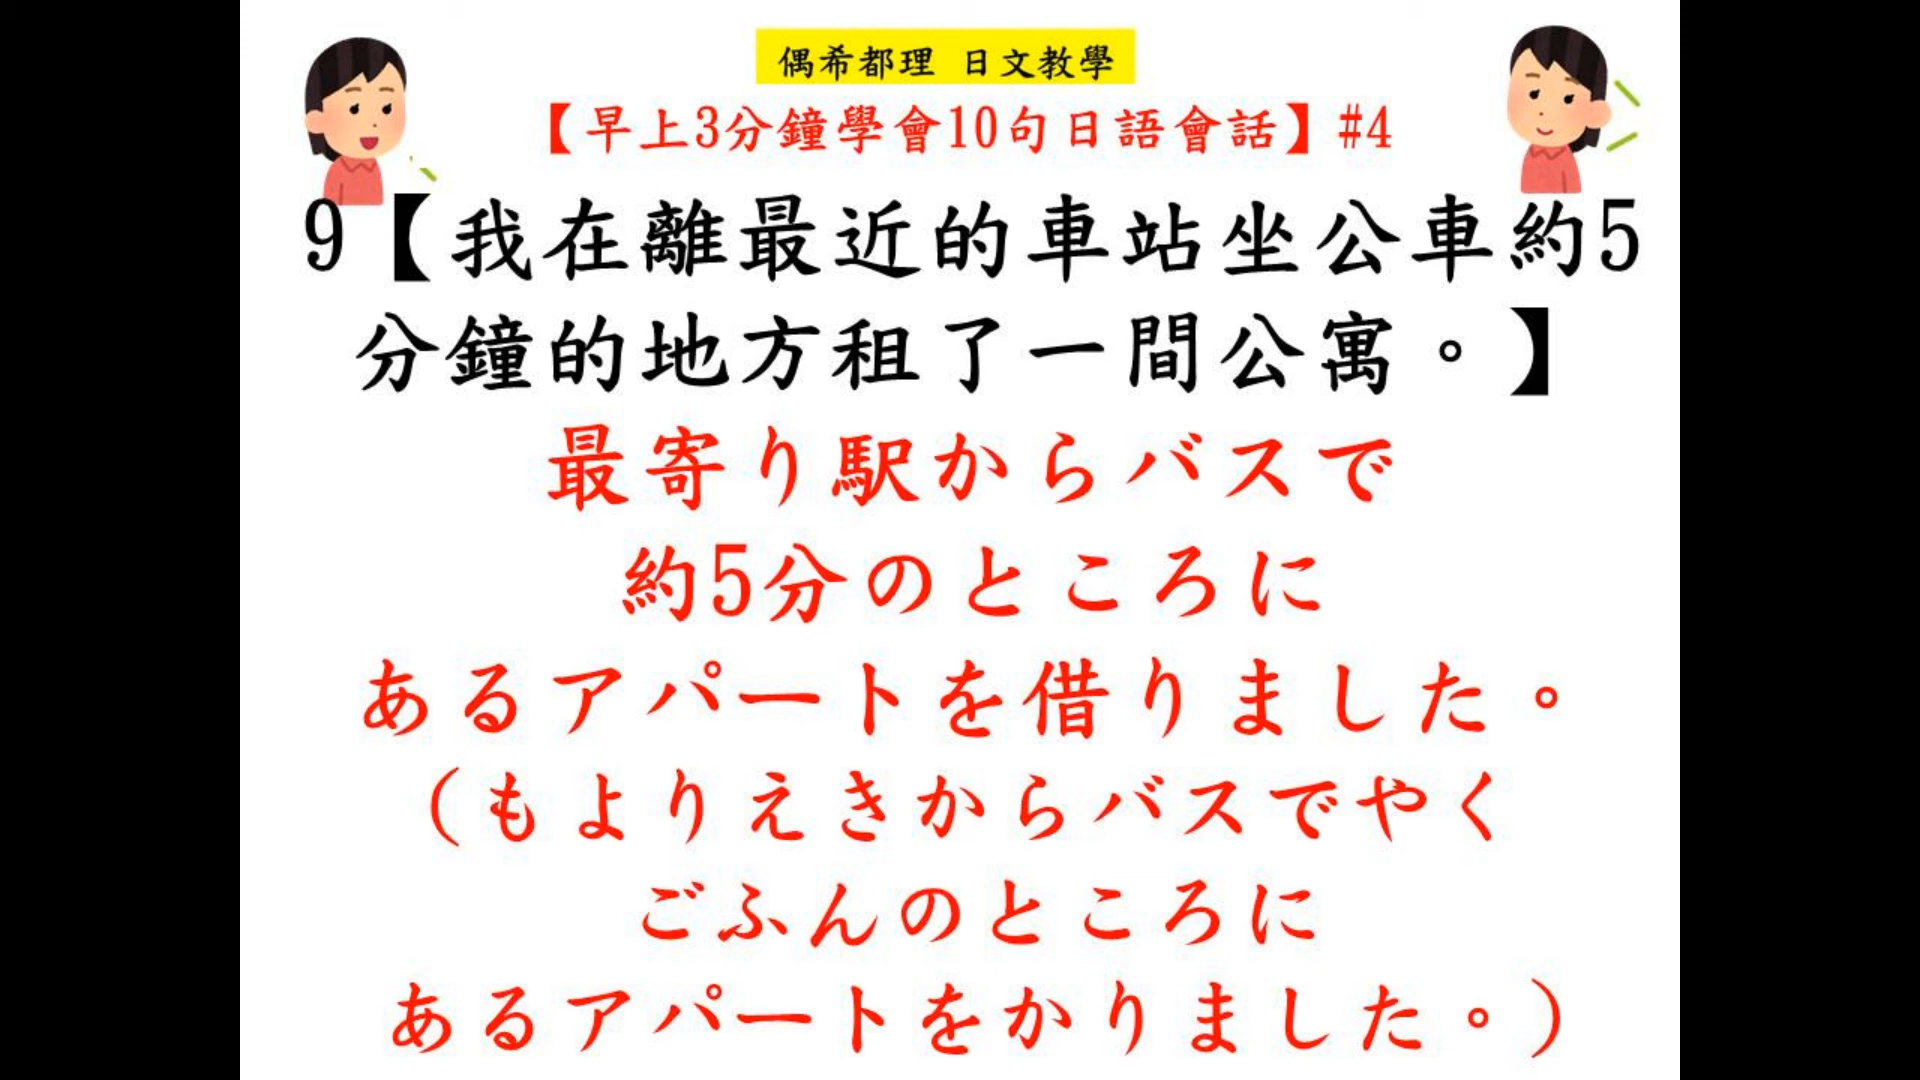 偶希都理 日文教學
【早上3分鐘學會10句日語會話】#4
9【我在離最近的車站坐公車約5
分鐘的地方租了一間公寓。】
最寄り駅からバスで
約5分のところに
あるアパートを借りました。
（もよりえきからバスでやく
ごふんのところに
あるアパートをかりました。）